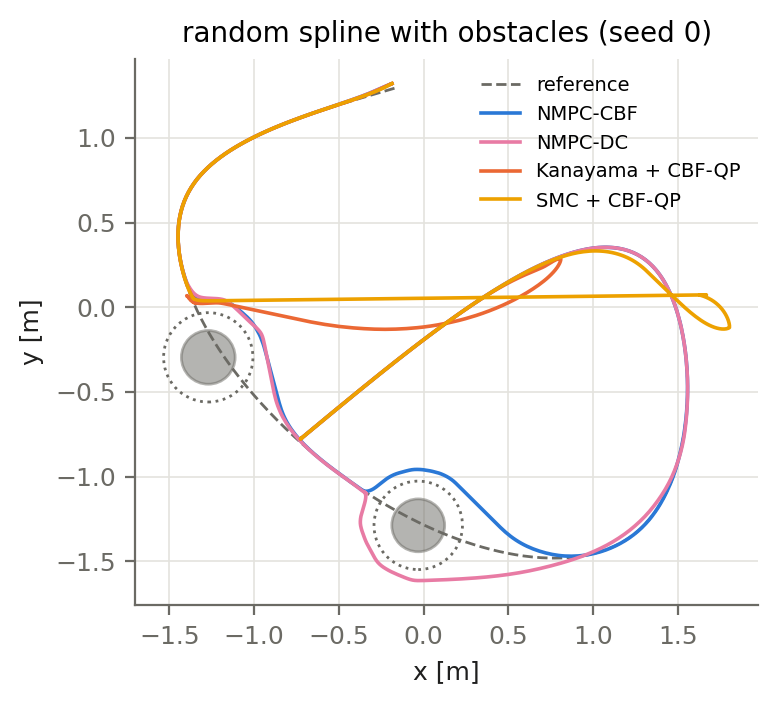 random spline with obstacles (seed 0)
reference
NMPC-CBF
NMPC-DC
Kanayama + CBF-QP
SMC + CBF-QP
1.0
0.5
0.0
−0.5
−1.0
−1.5
y [m]
−1.5
−1.0
−0.5
0.0
0.5
1.0
1.5
x [m]